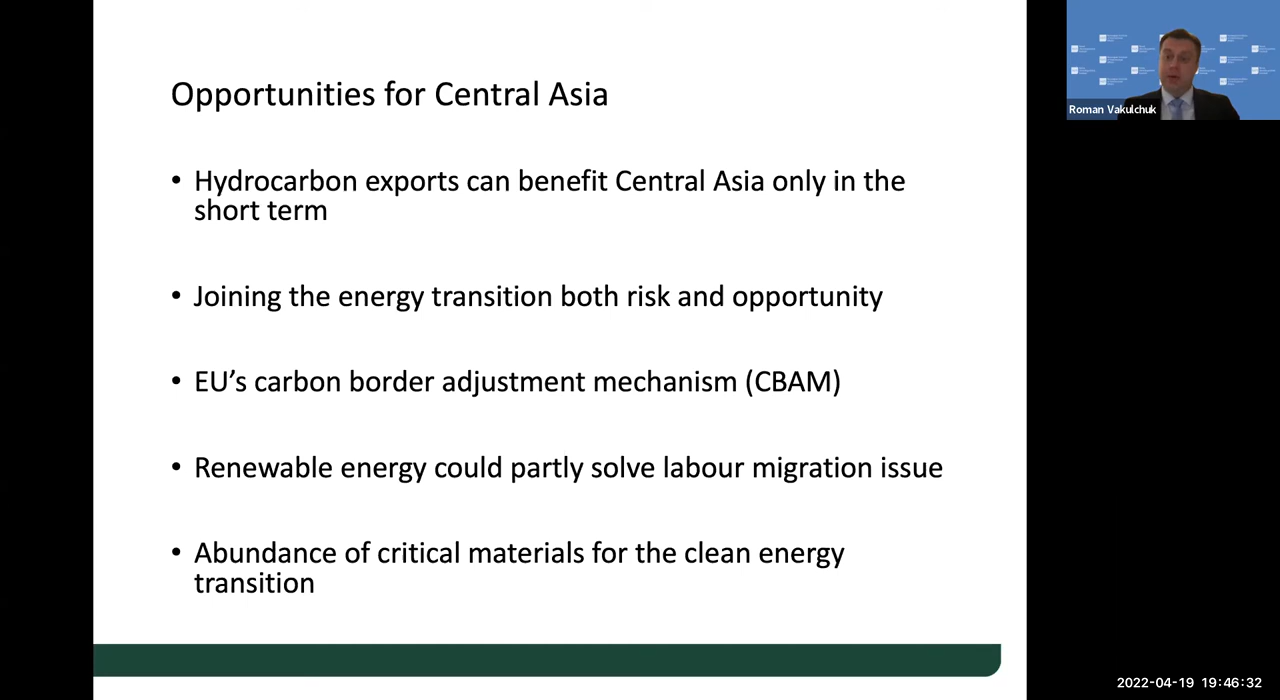 Opportunities for Central Asia
• Hydrocarbon exports can benefit Central Asia only in the
short term
• Joining the energy transition both risk and opportunity
• EU’s carbon border adjustment mechanism (CBAM)
• Renewable energy could partly solve labour migration issue
• Abundance of critical materials for the clean energy
transition
Roman Vakulchuk
2022-04-19 19:46:32